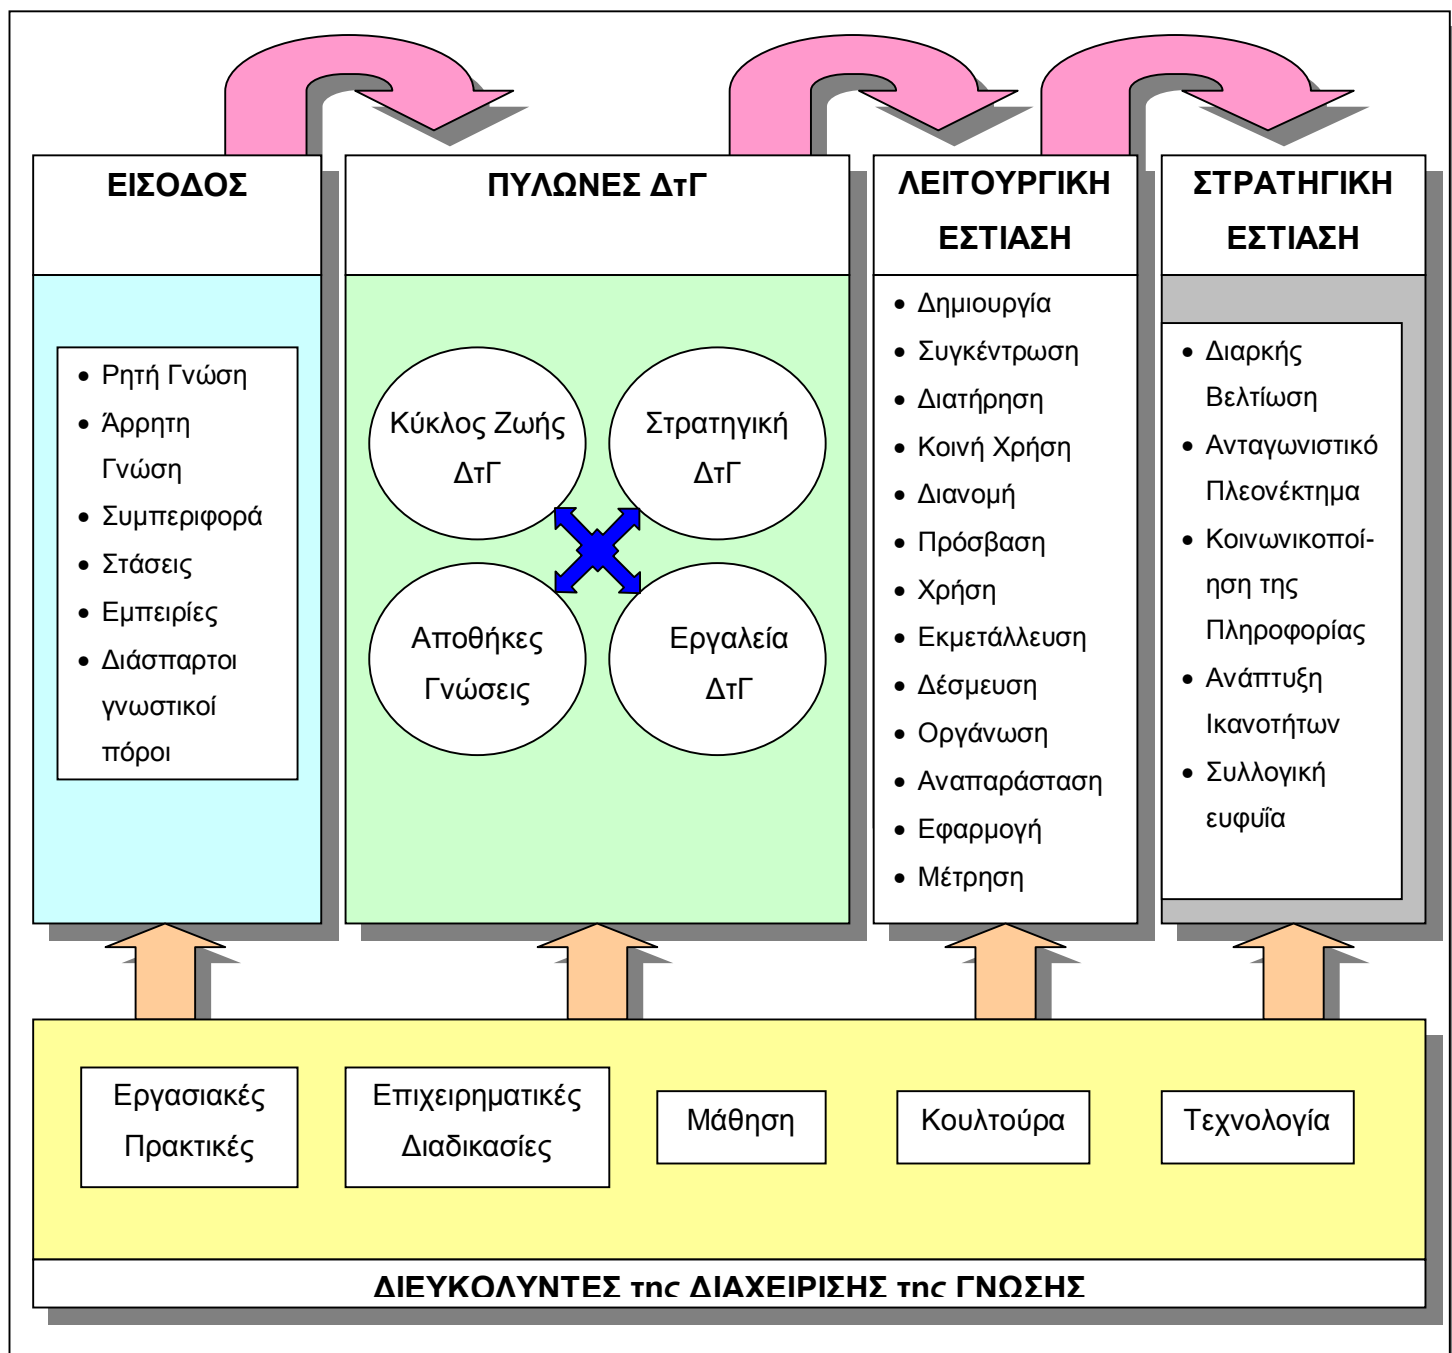 ΕΙΣΟΔΟΣ
• Ρητή Γνώση
• Άρρητη
Γνώση
• Συμπεριφορά
• Στάσεις
• Εμπειρίες
• Διάσπαρτοι
γνωστικοί
πόροι
ΠΥΛΩΝΕΣ ΔτΓ
Κύκλος Ζωής
ΔτΓ
Στρατηγική
ΔτΓ
Αποθήκες
Γνώσεις
Εργαλεία
ΔτΓ
ΛΕΙΤΟΥΡΓΙΚΗ
ΕΣΤΙΑΣΗ
• Δημιουργία
• Συγκέντρωση
• Διατήρηση
• Κοινή Χρήση
• Διανομή
• Πρόσβαση
• Χρήση
• Εκμετάλλευση
• Δέσμευση
• Οργάνωση
• Αναπαράσταση
• Εφαρμογή
• Μέτρηση
ΣΤΡΑΤΗΓΙΚΗ
ΕΣΤΙΑΣΗ
• Διαρκής
Βελτίωση
• Ανταγωνιστικό
Πλεονέκτημα
• Κοινωνικοποί-
ηση της
Πληροφορίας
• Ανάπτυξη
Ικανοτήτων
• Συλλογική
ευφυΐα
Εργασιακές
Πρακτικές
Επιχειρηματικές
Διαδικασίες
Μάθηση
Κουλτούρα
Τεχνολογία
ΔΙΕΥΚΟΛΥΝΤΕΣ της ΔΙΑΧΕΙΡΙΣΗΣ της ΓΝΩΣΗΣ